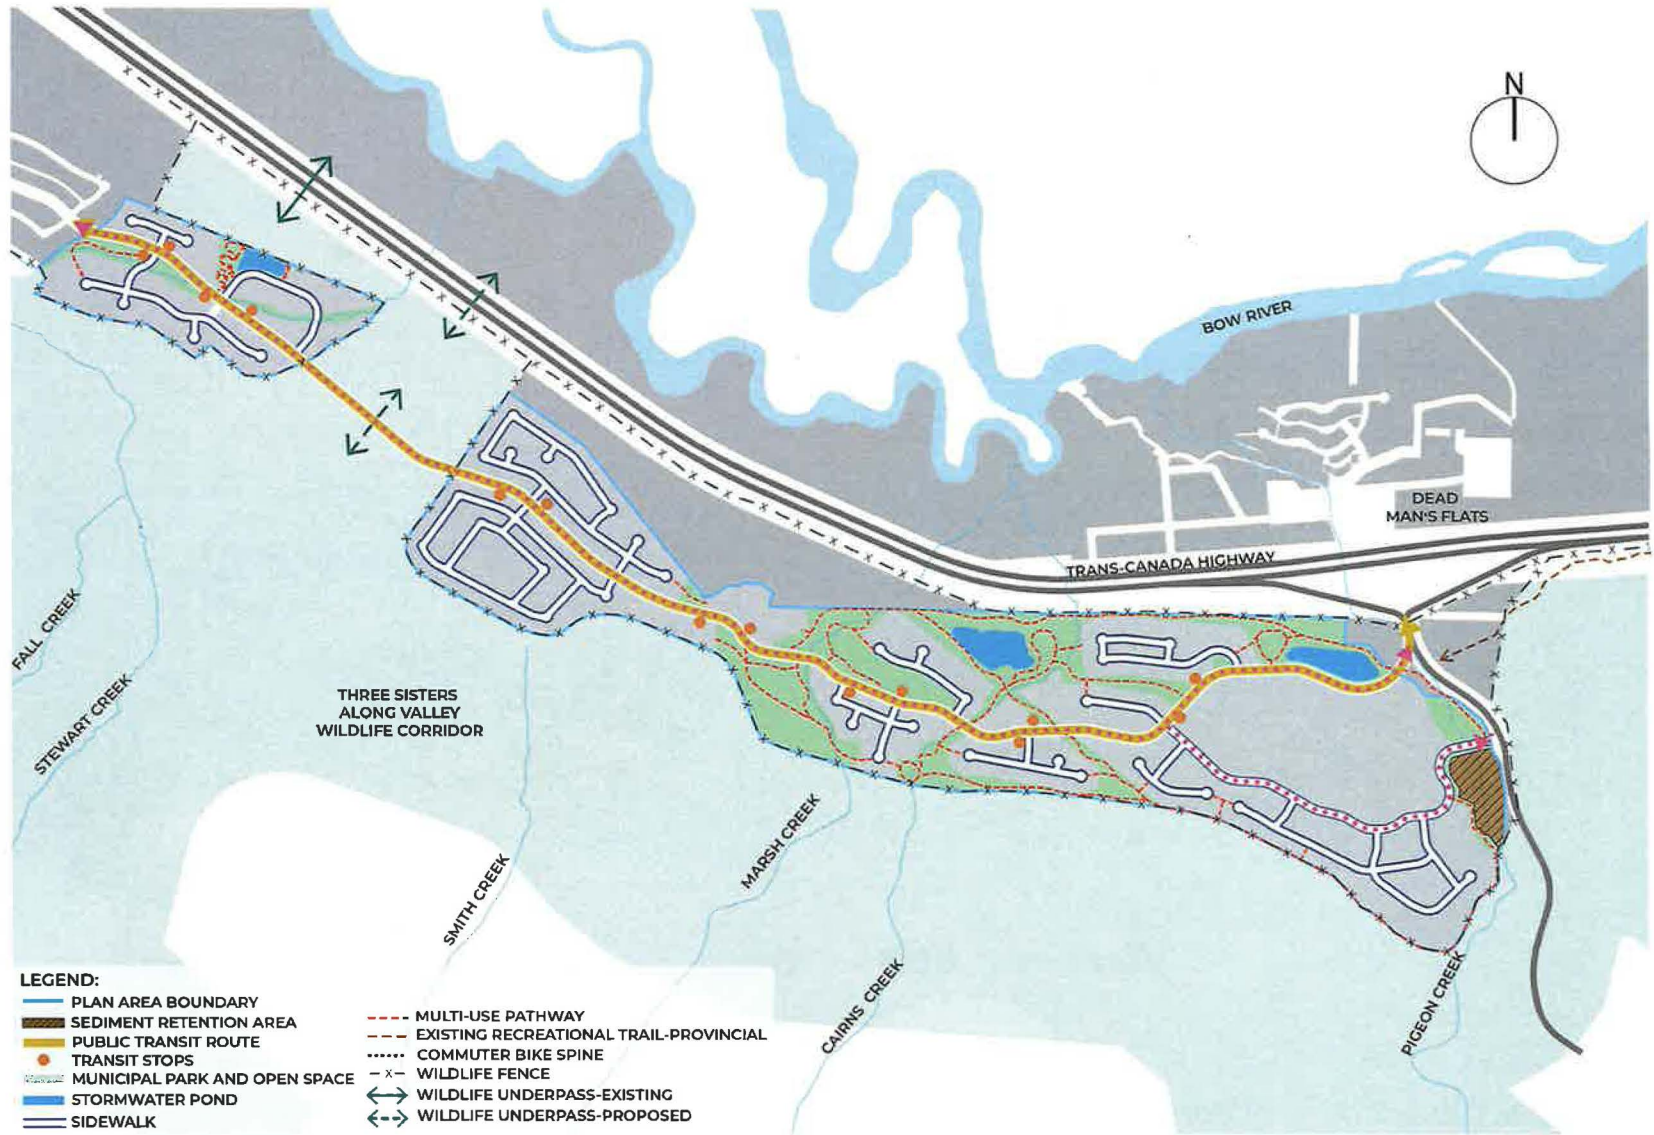 N
BOW RIVER
DEAD
MAN'S FLATS
TRANS-CANADA HIGHWAY
FALL CREEK
STEWART CREEK
THREE SISTERS
ALONG VALLEY
WILDLIFE CORRIDOR
SMITH CREEK
MARSH CREEK
CAIRNS CREEK
PIGEON CREEK
LEGEND:
PLAN AREA BOUNDARY
SEDIMENT RETENTION AREA
PUBLIC TRANSIT ROUTE
TRANSIT STOPS
MUNICIPAL PARK AND OPEN SPACE
STORMWATER POND
SIDEWALK
MULTI-USE PATHWAY
EXISTING RECREATIONAL TRAIL-PROVINCIAL
COMMUTER BIKE SPINE
WILDLIFE FENCE
WILDLIFE UNDERPASS-EXISTING
WILDLIFE UNDERPASS-PROPOSED